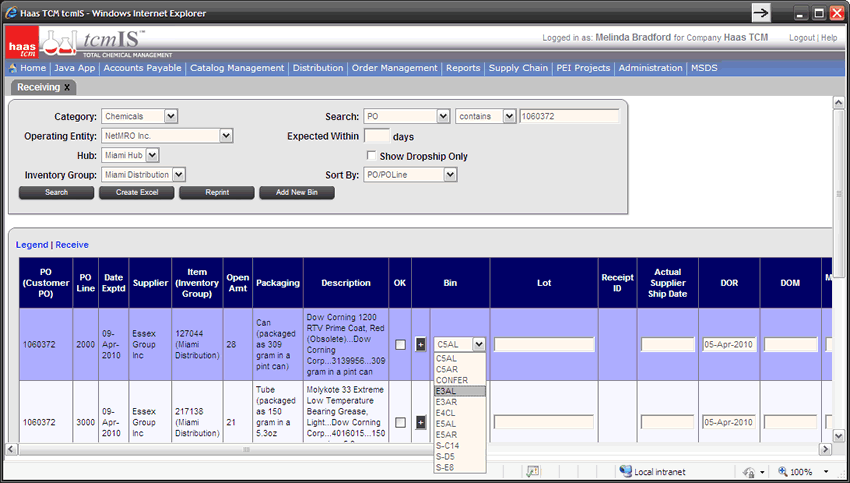 Haas TCM tcmIS - Windows Internet Explorer
haas tcm
tcmIS™
TOTAL CHEMICAL MANAGEMENT
Logged in as: Melinda Bradford for Company Haas TCM
Logout | Help
Home | Java App | Accounts Payable | Catalog Management | Distribution | Order Management | Reports | Supply Chain | PEI Projects | Administration | MSDS
Receiving X
Category: Chemicals Search: PO contains 1060372
Operating Entity: NetMRO Inc. Expected Within days
Hub: Miami Hub Show Dropship Only
Inventory Group: Miami Distribution Sort By: PO/POLine
Search Create Excel Reprint Add New Bin
Legend | Receive
PO (Customer PO)
PO Line
Date Exptd
Supplier
Item (Inventory Group)
Open Amt
Packaging
Description
OK
Bin
Lot
Receipt ID
Actual Supplier Ship Date
DOR
DOM
1060372
2000
09-
Apr-
2010
Essex
Group
Inc
127044
(Miami
Distribution)
28
Can
(packaged
as 309
gram in a
pint can)
Dow Corning 1200
RTV Prime Coat, Red
(Obsolete)...Dow
Corning
Corp...3139956...309
gram in a pint can
+
C5AL
05-Apr-2010
C5AL
C5AR
CONFER
E3AL
E3AR
E4CL
E5AL
E5AR
S-C14
S-D5
S-E8
1060372
3000
09-
Apr-
2010
Essex
Group
Inc
217138
(Miami
Distribution)
21
Tube
(packaged
as 150
gram in a
5.3oz
Molykote 33 Extreme
Low Temperature
Bearing Grease,
Light...Dow Corning
Corp...4016015...150
+
05-Apr-2010
Local intranet
100%